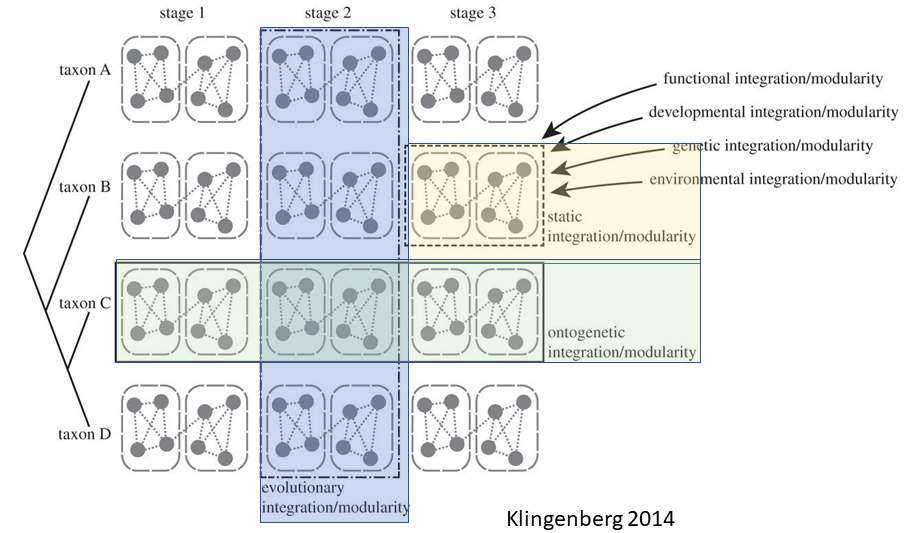 stage 1
stage 2
stage 3
taxon A
functional integration/modularity
developmental integration/modularity
genetic integration/modularity
taxon B
environmental integration/modularity
static
integration/modularity
taxon C
ontogenetic
integration/modularity
taxon D
evolutionary
integration/modularity
Klingenberg 2014